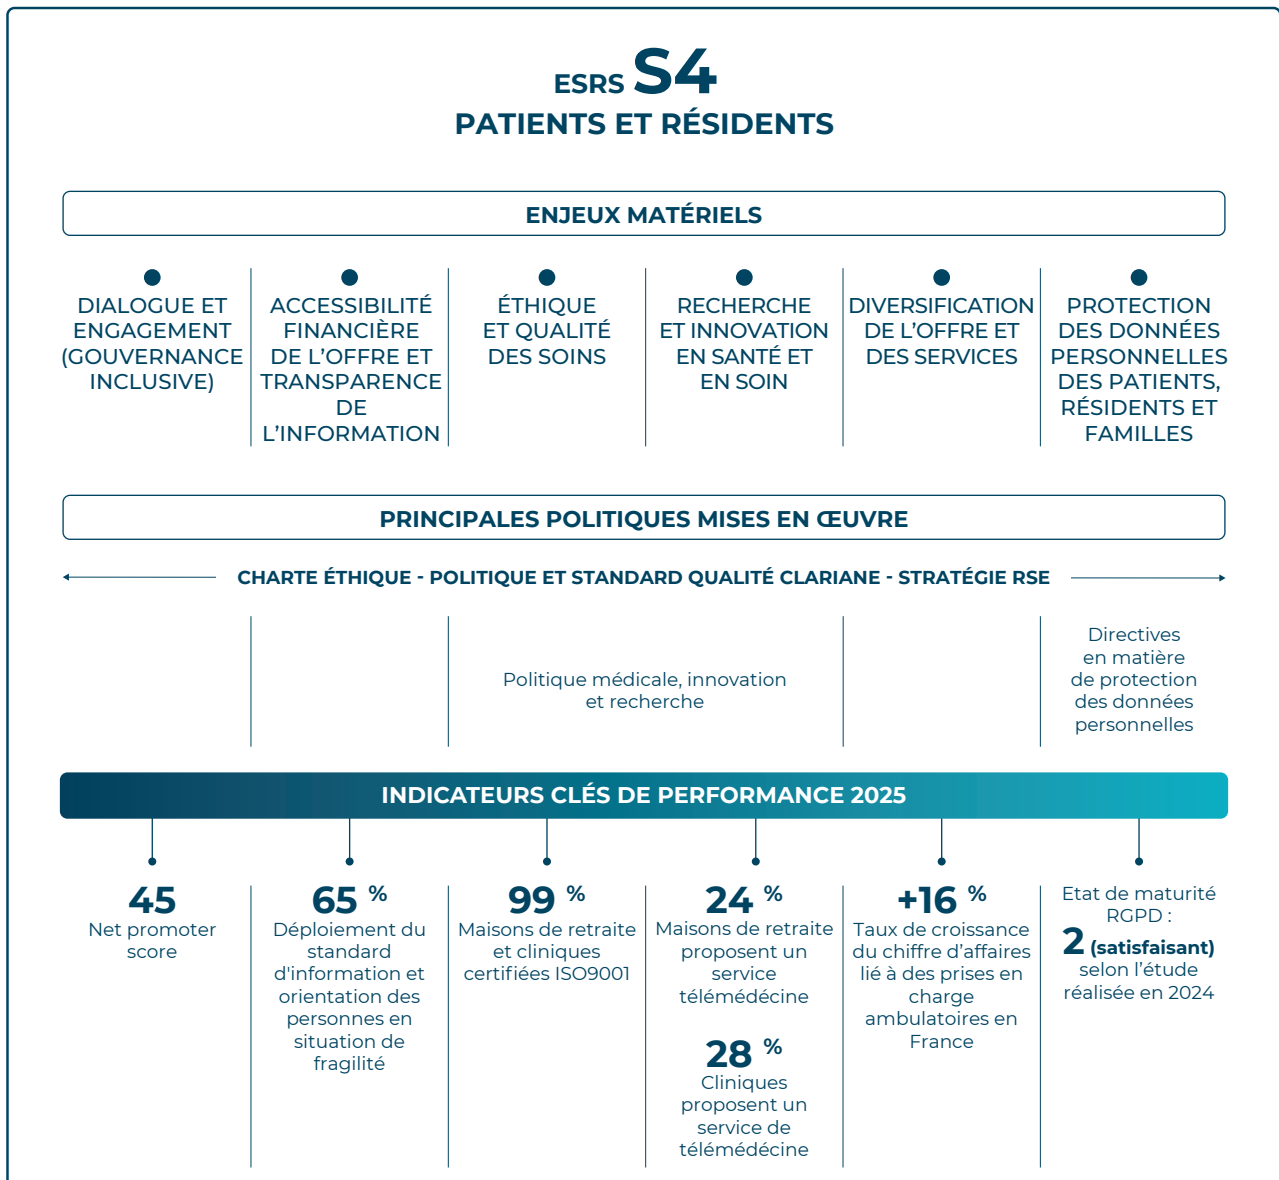 ESRS S4
PATIENTS ET RÉSIDENTS
ENJEUX MATÉRIELS
DIALOGUE ET
ENGAGEMENT
(GOUVERNANCE
INCLUSIVE)
ACCESSIBILITÉ
FINANCIÈRE
DE L’OFFRE ET
TRANSPARENCE
DE
L’INFORMATION
ÉTHIQUE
ET QUALITÉ
DES SOINS
RECHERCHE
ET INNOVATION
EN SANTÉ ET
EN SOIN
DIVERSIFICATION
DE L’OFFRE ET
DES SERVICES
PROTECTION
DES DONNÉES
PERSONNELLES
DES PATIENTS,
RÉSIDENTS ET
FAMILLES
PRINCIPALES POLITIQUES MISES EN ŒUVRE
CHARTE ÉTHIQUE - POLITIQUE ET STANDARD QUALITÉ CLARIANE - STRATÉGIE RSE
Politique médicale, innovation
et recherche
Directives
en matière
de protection
des données
personnelles
INDICATEURS CLÉS DE PERFORMANCE 2025
45
Net promoter
score
65 %
Déploiement du
standard
d'information et
orientation des
personnes en
situation de
fragilité
99 %
Maisons de retraite
et cliniques
certifiées ISO9001
24 %
Maisons de retraite
proposent un
service
télémédécine
28 %
Cliniques
proposent un
service de
télémédécine
+16 %
Taux de croissance
du chiffre d’affaires
lié à des prises en
charge
ambulatoires en
France
Etat de maturité
RGPD :
2 (satisfaisant)
selon l’étude
réalisée en 2024